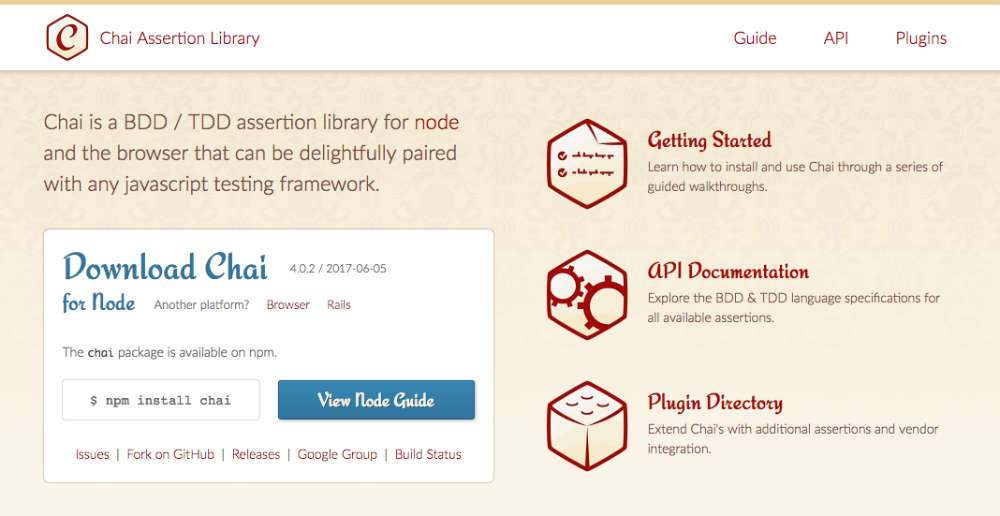 C Chai Assertion Library
Guide API Plugins
Chai is a BDD / TDD assertion library for node
and the browser that can be delightfully paired
with any javascript testing framework.
Download Chai 4.0.2 / 2017-06-05
for Node Another platform? Browser Rails
The chai package is available on npm.
$ npm install chai
View Node Guide
Issues | Fork on GitHub | Releases | Google Group | Build Status
Getting Started
Learn how to install and use Chai through a series of
guided walkthroughs.
API Documentation
Explore the BDD & TDD language specifications for
all available assertions.
Plugin Directory
Extend Chai's with additional assertions and vendor
integration.